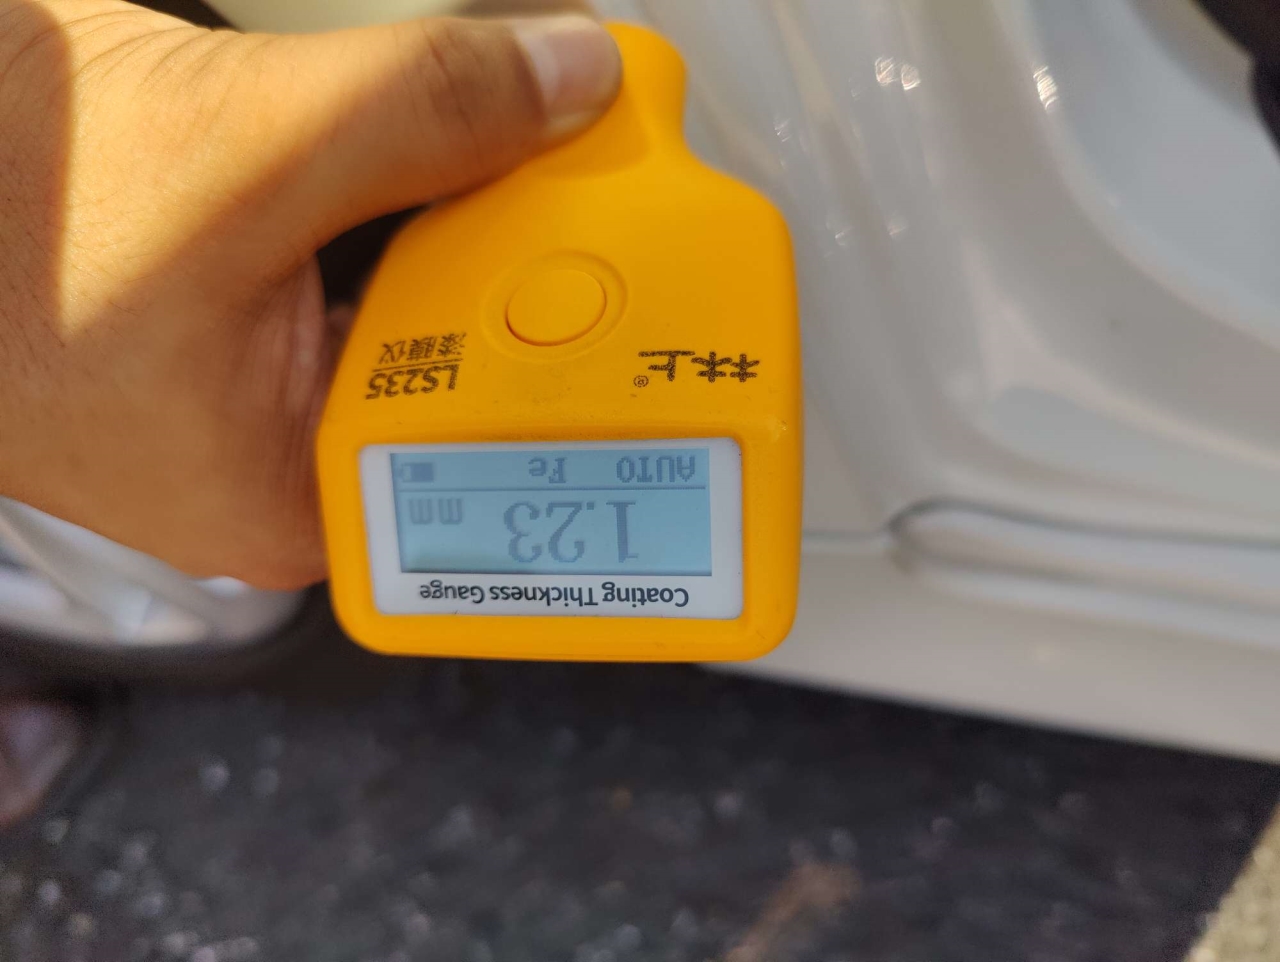 Coating Thickness Gauge
1.23 mm
AUTO Fe
林上®
LS235
漆膜仪